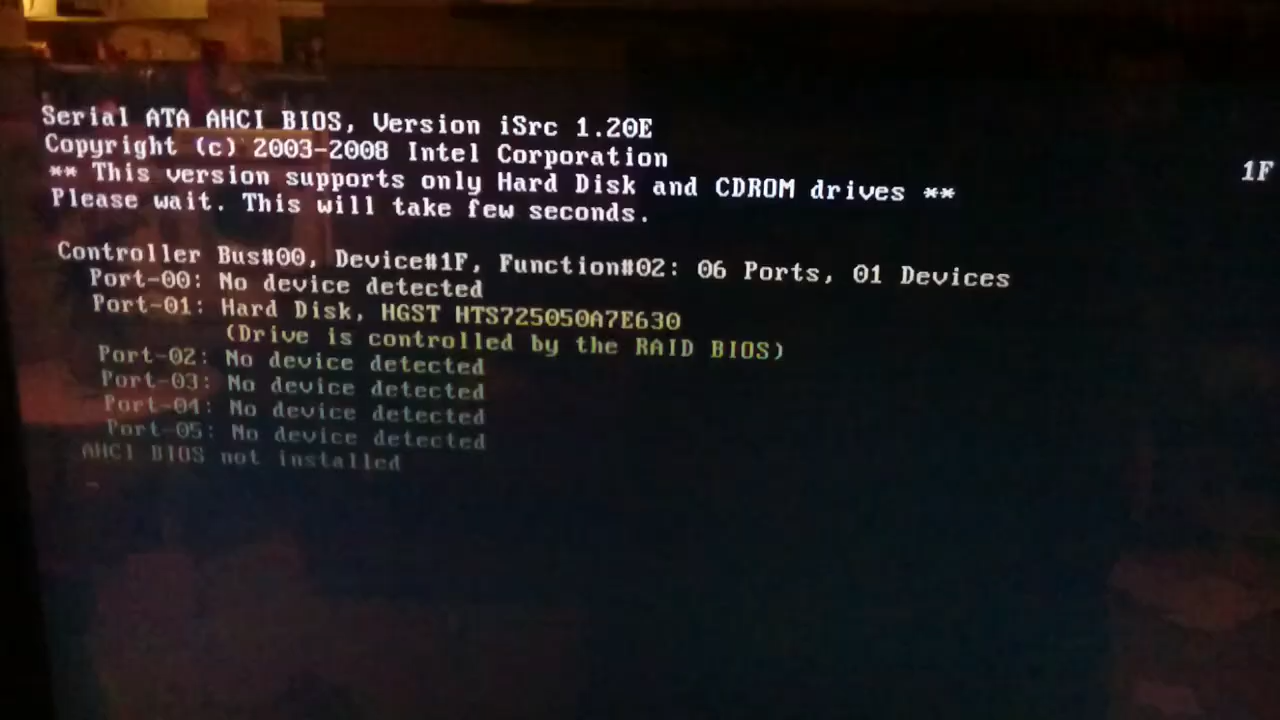 Serial ATA AHCI BIOS, Version iSrc 1.20E
Copyright (c) 2003-2008 Intel Corporation
** This version supports only Hard Disk and CDROM drives **
1F
Please wait. This will take few seconds.
Controller Bus#00, Device#1F, Function#02: 06 Ports, 01 Devices
Port-00: No device detected
Port-01: Hard Disk, HGST HTS725050A7E630
(Drive is controlled by the RAID BIOS)
Port-02: No device detected
Port-03: No device detected
Port-04: No device detected
Port-05: No device detected
AHCI BIOS not installed